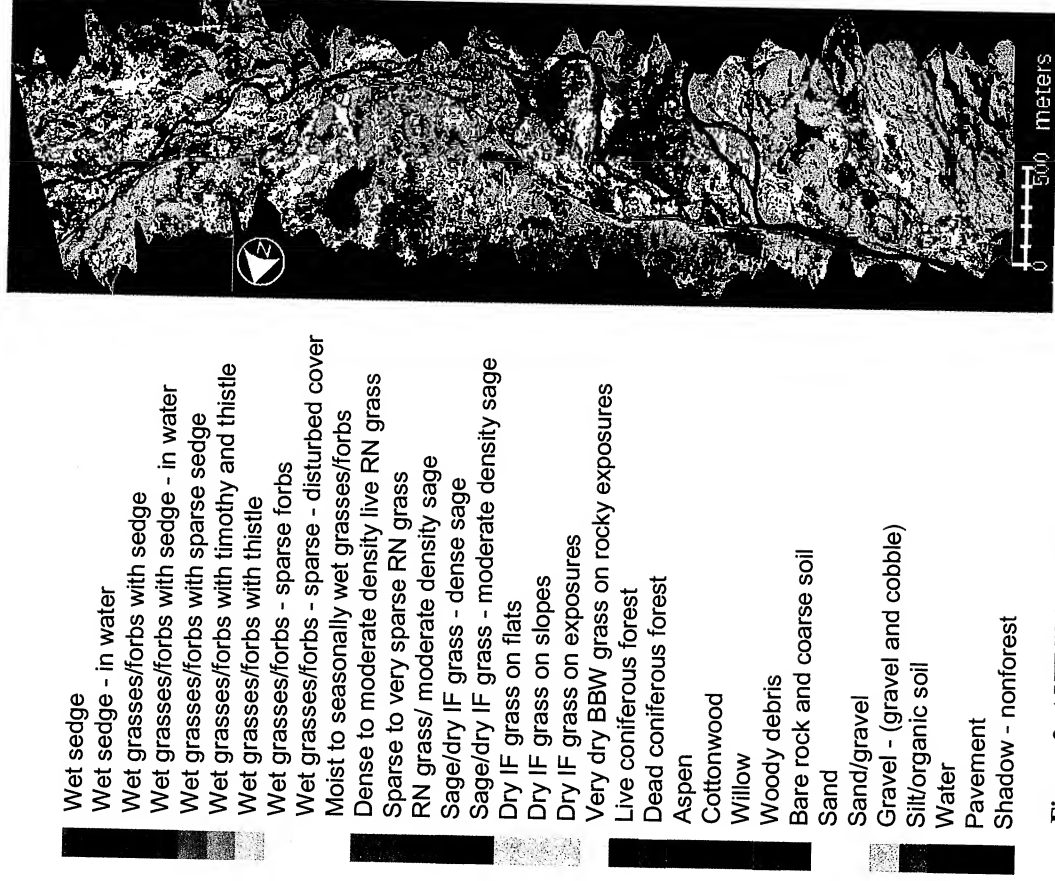 Wet sedge
Wet sedge - in water
Wet grasses/forbs with sedge
Wet grasses/forbs with sedge - in water
Wet grasses/forbs with sparse sedge
Wet grasses/forbs with timothy and thistle
Wet grasses/forbs with thistle
Wet grasses/forbs - sparse forbs
Wet grasses/forbs - sparse - disturbed cover
Moist to seasonally wet grasses/forbs
Dense to moderate density live RN grass
Sparse to very sparse RN grass
RN grass/ moderate density sage
Sage/dry IF grass - dense sage
Sage/dry IF grass - moderate density sage
Dry IF grass on flats
Dry IF grass on slopes
Dry IF grass on exposures
Very dry BBW grass on rocky exposures
Live coniferous forest
Dead coniferous forest
Aspen
Cottonwood
Willow
Woody debris
Bare rock and coarse soil
Sand
Sand/gravel
Gravel - (gravel and cobble)
Silt/organic soil
Water
Pavement
Shadow - nonforest
N
0 500 meters